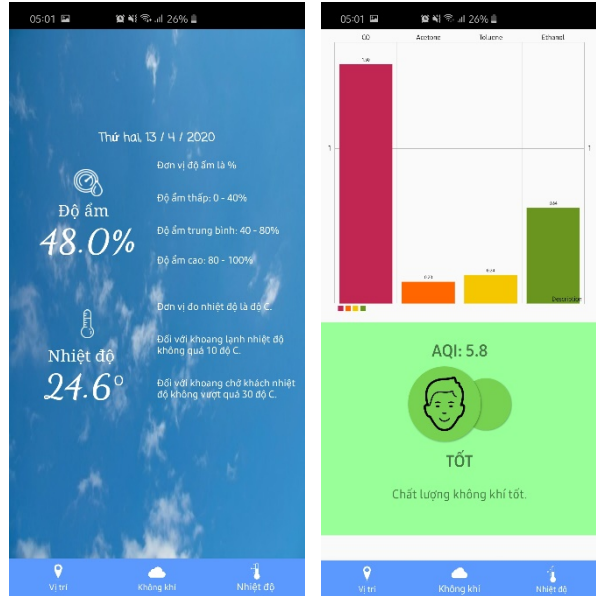 05:01 26%
Thứ hai, 13 / 4 / 2020
Đơn vị độ ẩm là %
Độ ẩm thấp: 0 - 40%
Độ ẩm
Độ ẩm trung bình: 40 - 80%
48.0%
Độ ẩm cao: 80 - 100%
Đơn vị đo nhiệt độ là độ C.
Đối với khoang lạnh nhiệt độ
không quá 10 độ C.
Nhiệt độ
24.6°
Đối với khoang chở khách nhiệt
độ không vượt quá 30 độ C.
Vị trí Không khí Nhiệt độ
05:01 26%
CO Acetone Toluene Ethanol
1 1
AQI: 5.8
TỐT
Chất lượng không khí tốt.
Vị trí Không khí Nhiệt độ